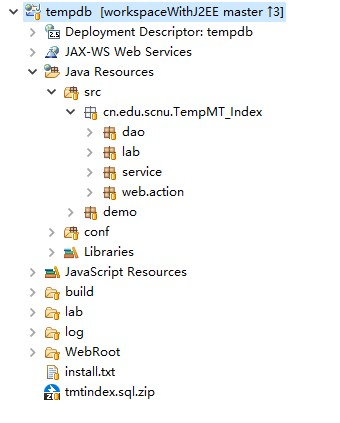 tempdb [workspaceWithJ2EE master ↑3]
Deployment Descriptor: tempdb
JAX-WS Web Services
Java Resources
src
cn.edu.scnu.TempMT_Index
dao
lab
service
web.action
demo
conf
Libraries
JavaScript Resources
build
lab
log
WebRoot
install.txt
tmtindex.sql.zip